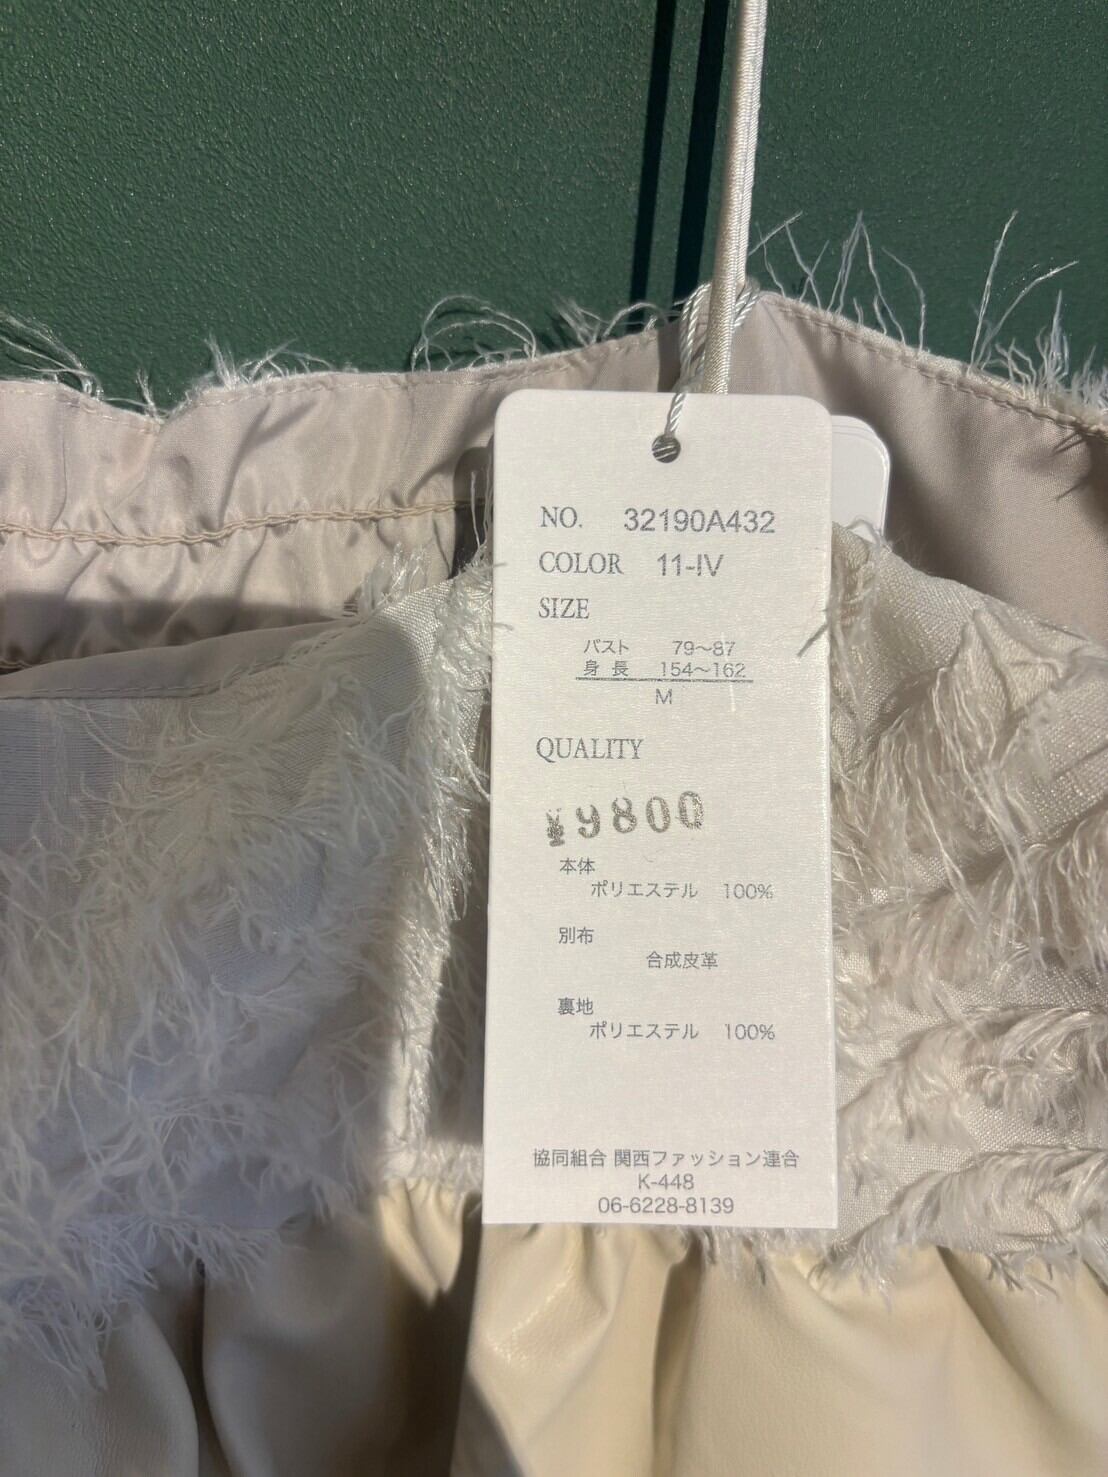 NO. 32190A432
COLOR 11-IV
SIZE
バスト 79〜87
身長 154〜162
M
QUALITY
¥9800
本体
ポリエステル 100%
別布
合成皮革
裏地
ポリエステル 100%
協同組合 関西ファッション連合
K-448
06-6228-8139